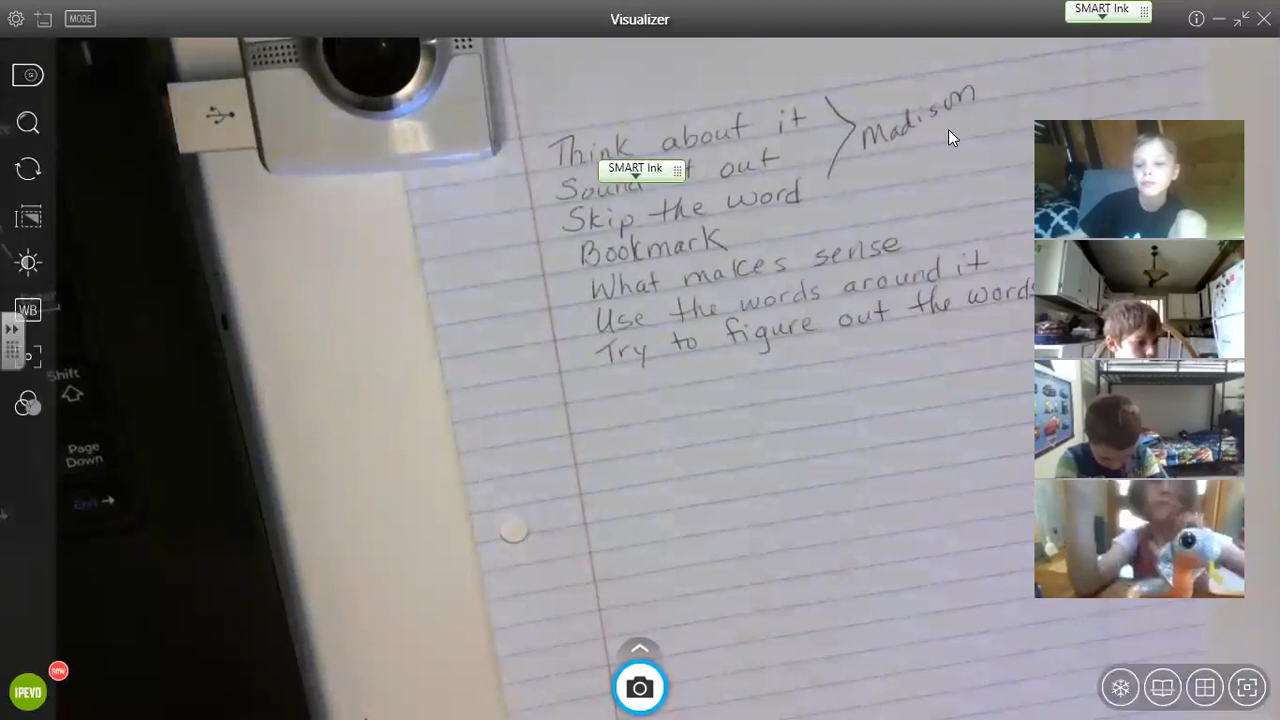 Visualizer
MODE
SMART Ink
Think about it
Madison
SMART Ink
Sound out
Skip the word
Bookmark
What makes sense
Use the words around it
Try to figure out the words
WB
Shift
Page
Down
End
new
IPEVO